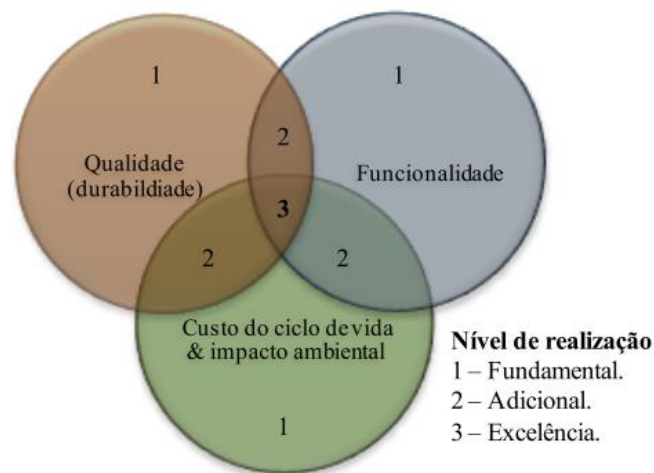 1
1
2
Qualidade
(durabildiade)
Funcionalidade
3
2
2
Custo do ciclo de vida
& impacto ambiental
1
Nível de realização
1 – Fundamental.
2 – Adicional.
3 – Excelência.